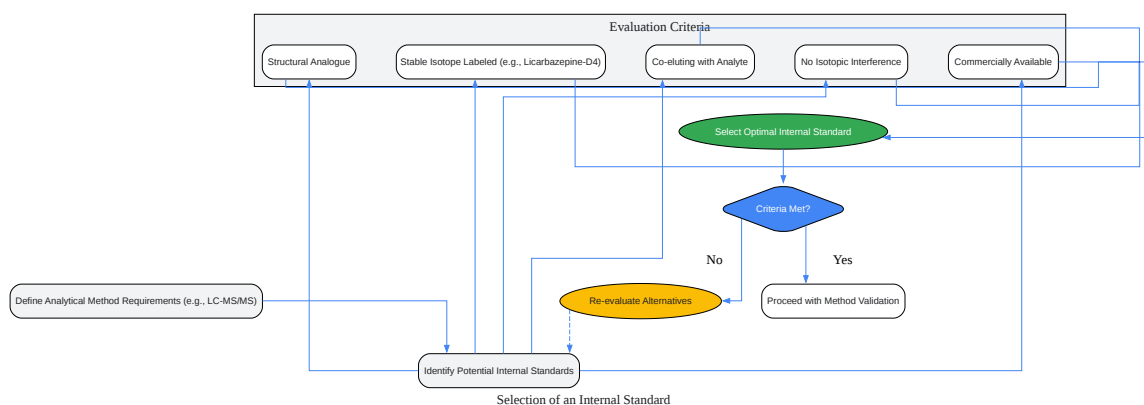 Evaluation Criteria
Structural Analogue
Stable Isotope Labeled (e.g., Licarbazepine-D4)
Co-eluting with Analyte
No Isotopic Interference
Commercially Available
Select Optimal Internal Standard
Criteria Met?
No
Yes
Define Analytical Method Requirements (e.g., LC-MS/MS)
Re-evaluate Alternatives
Proceed with Method Validation
Identify Potential Internal Standards
Selection of an Internal Standard